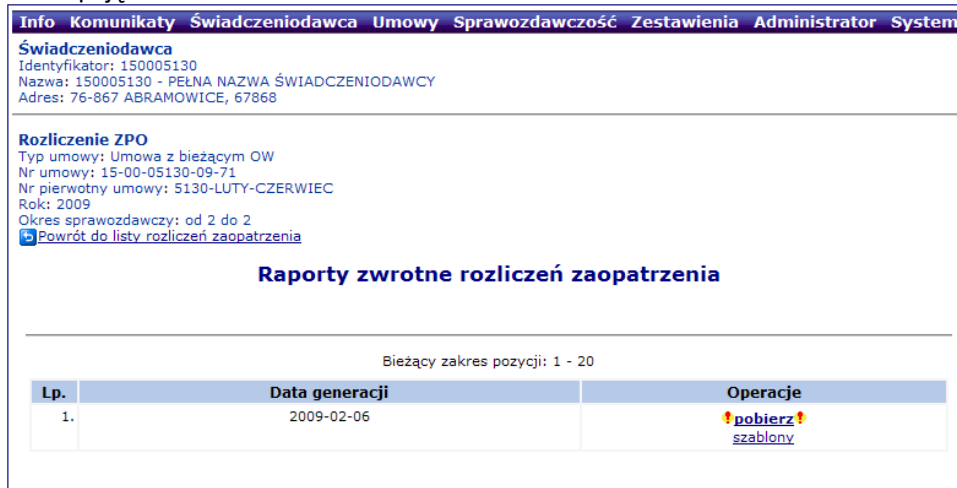 Info Komunikaty Świadczeniodawca Umowy Sprawozdawczość Zestawienia Administrator System
Świadczeniodawca
Identyfikator: 150005130
Nazwa: 150005130 - PEŁNA NAZWA ŚWIADCZENIODAWCY
Adres: 76-867 ABRAMOWICE, 67868
Rozliczenie ZPO
Typ umowy: Umowa z bieżącym OW
Nr umowy: 15-00-05130-09-71
Nr pierwotny umowy: 5130-LUTY-CZERWIEC
Rok: 2009
Okres sprawozdawczy: od 2 do 2
Powrót do listy rozliczeń zaopatrzenia
Raporty zwrotne rozliczeń zaopatrzenia
Bieżący zakres pozycji: 1 - 20
Lp. Data generacji Operacje
1. 2009-02-06 pobierz
szablony